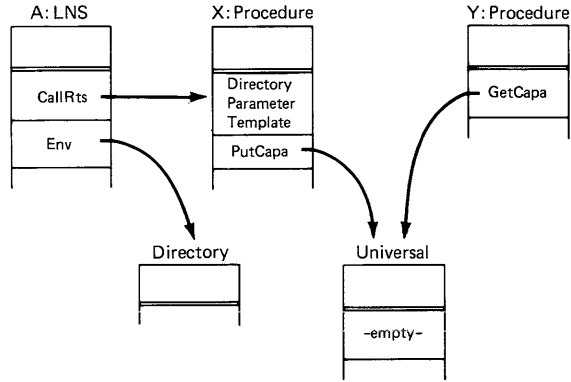 A: LNS
X: Procedure
Y: Procedure
CallRts
Directory
Parameter
Template
GetCapa
Env
PutCapa
Directory
Universal
-empty-